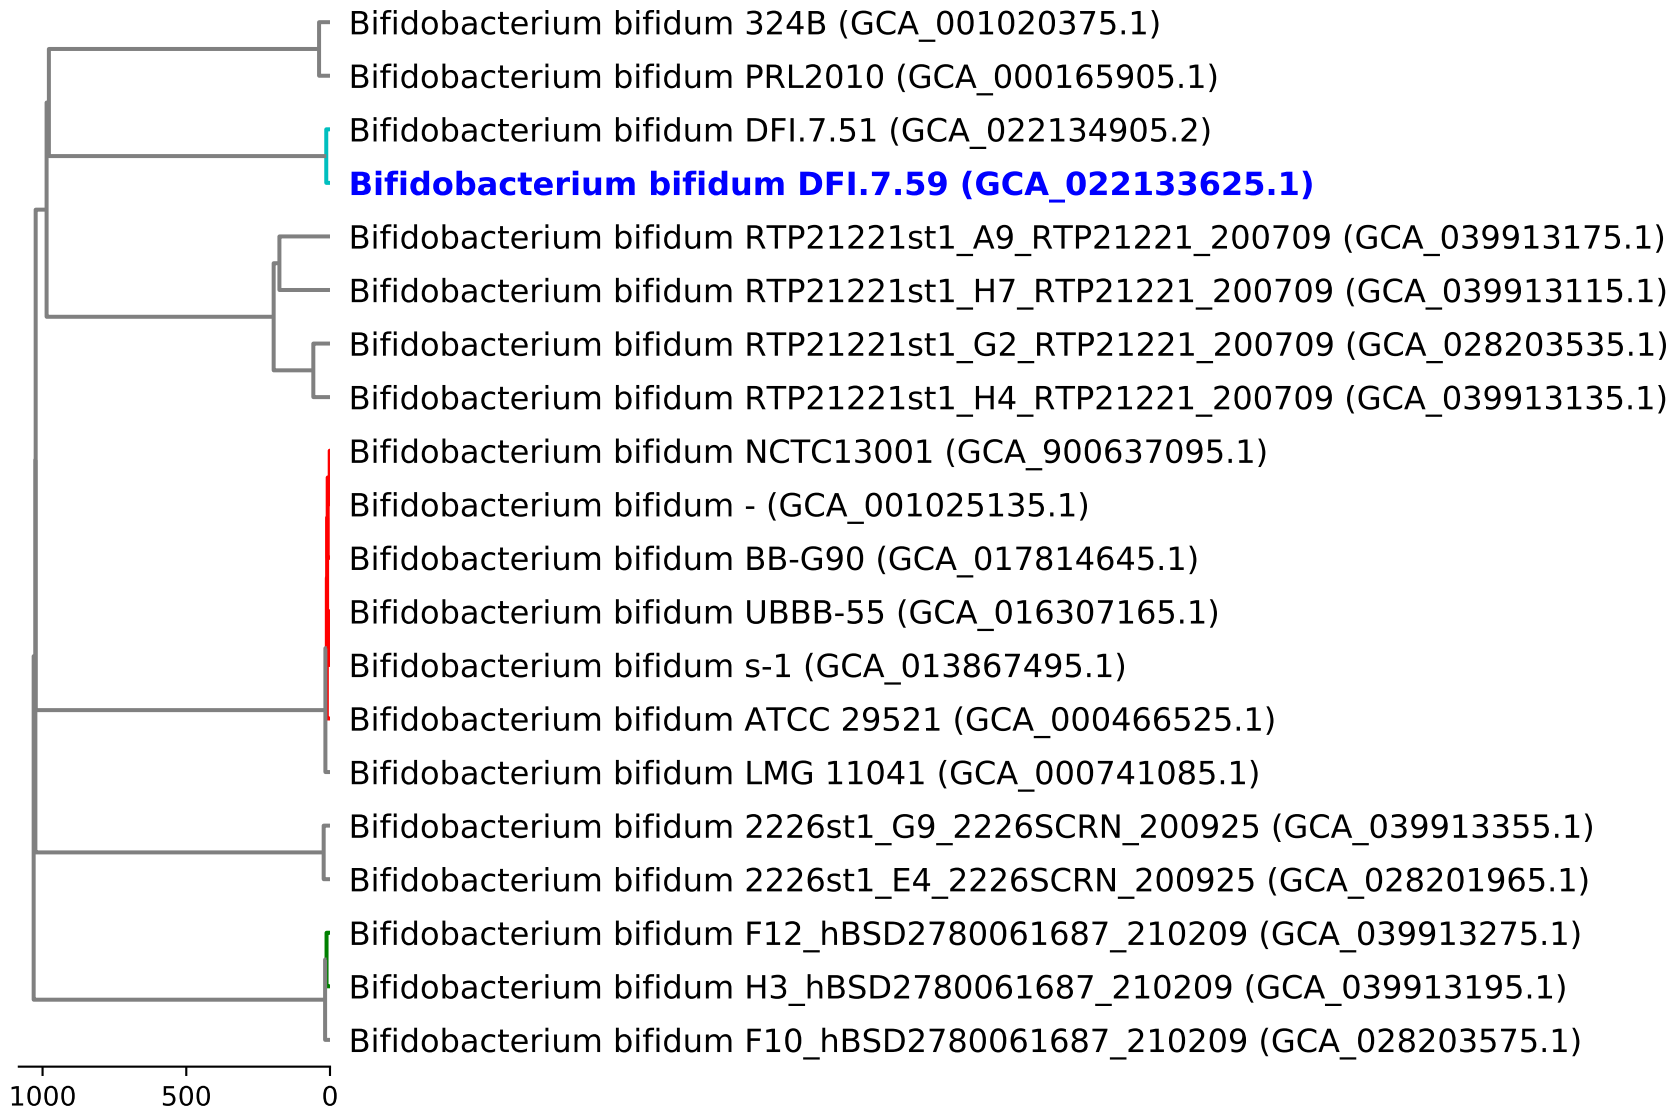 Bifidobacterium bifidum 324B (GCA_001020375.1)
Bifidobacterium bifidum PRL2010 (GCA_000165905.1)
Bifidobacterium bifidum DFI.7.51 (GCA_022134905.2)
Bifidobacterium bifidum DFI.7.59 (GCA_022133625.1)
Bifidobacterium bifidum RTP21221st1_A9_RTP21221_200709 (GCA_039913175.1)
Bifidobacterium bifidum RTP21221st1_H7_RTP21221_200709 (GCA_039913115.1)
Bifidobacterium bifidum RTP21221st1_G2_RTP21221_200709 (GCA_028203535.1)
Bifidobacterium bifidum RTP21221st1_H4_RTP21221_200709 (GCA_039913135.1)
Bifidobacterium bifidum NCTC13001 (GCA_900637095.1)
Bifidobacterium bifidum - (GCA_001025135.1)
Bifidobacterium bifidum BB-G90 (GCA_017814645.1)
Bifidobacterium bifidum UBBB-55 (GCA_016307165.1)
Bifidobacterium bifidum s-1 (GCA_013867495.1)
Bifidobacterium bifidum ATCC 29521 (GCA_000466525.1)
Bifidobacterium bifidum LMG 11041 (GCA_000741085.1)
Bifidobacterium bifidum 2226st1_G9_2226SCRN_200925 (GCA_039913355.1)
Bifidobacterium bifidum 2226st1_E4_2226SCRN_200925 (GCA_028201965.1)
Bifidobacterium bifidum F12_hBSD2780061687_210209 (GCA_039913275.1)
Bifidobacterium bifidum H3_hBSD2780061687_210209 (GCA_039913195.1)
Bifidobacterium bifidum F10_hBSD2780061687_210209 (GCA_028203575.1)
1000 500 0